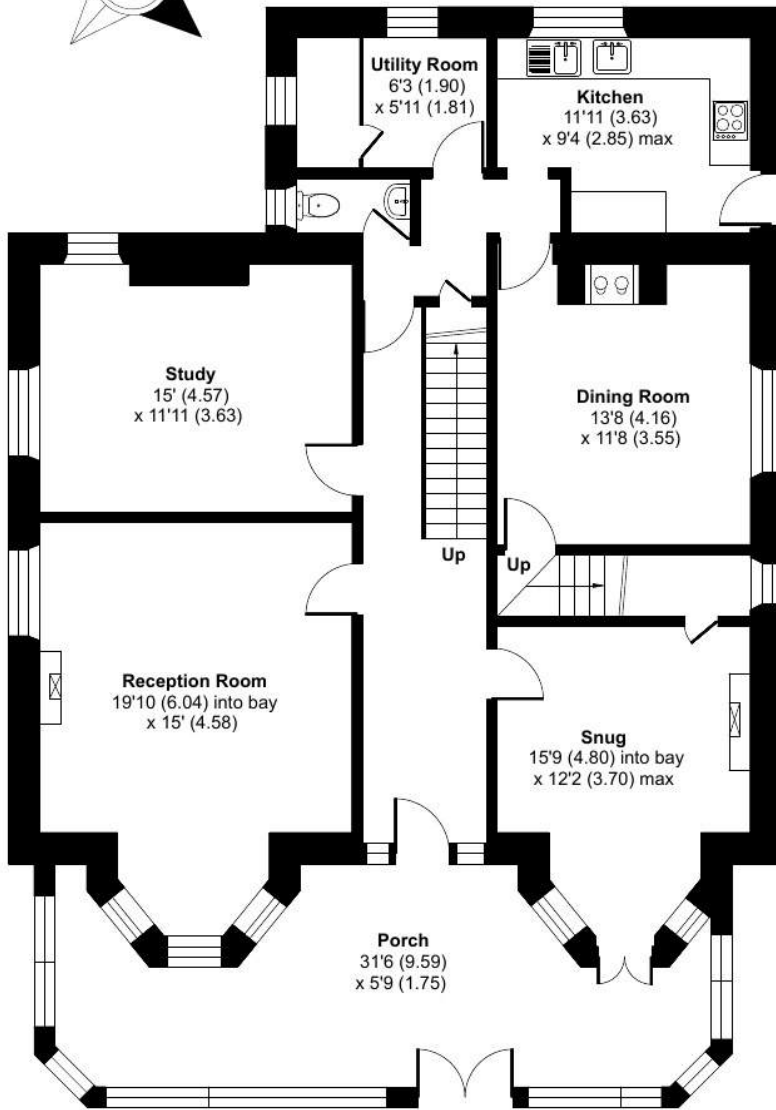 Utility Room
6'3 (1.90)
x 5'11 (1.81)
Kitchen
11'11 (3.63)
x 9'4 (2.85) max
Study
15' (4.57)
x 11'11 (3.63)
Dining Room
13'8 (4.16)
x 11'8 (3.55)
Up
Up
Reception Room
19'10 (6.04) into bay
x 15' (4.58)
Snug
15'9 (4.80) into bay
x 12'2 (3.70) max
Porch
31'6 (9.59)
x 5'9 (1.75)